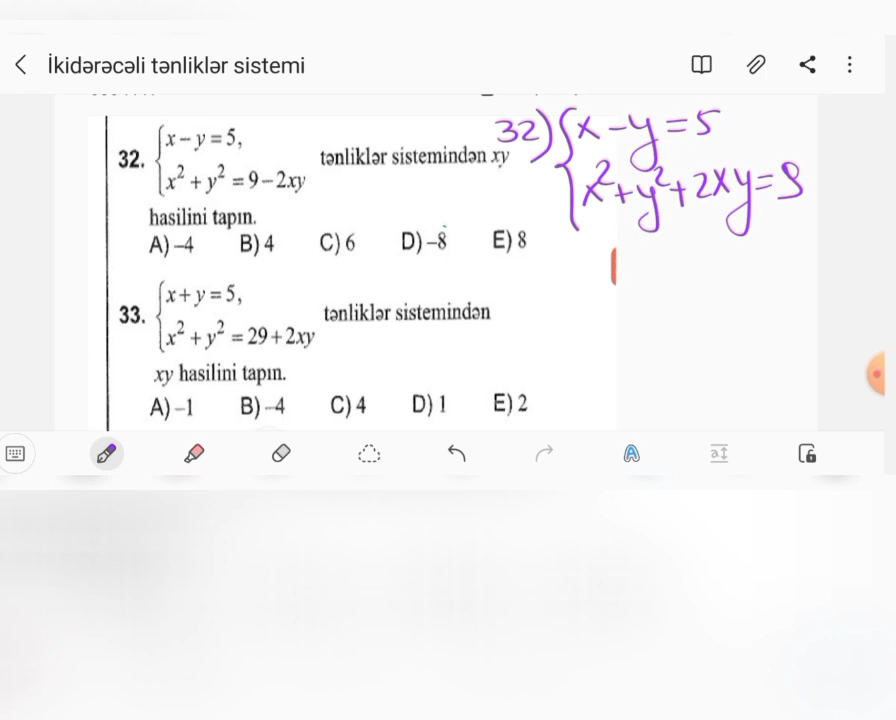 İkidərəcəli tənliklər sistemi
32. { x − y = 5,
x² + y² = 9 − 2xy tənliklər sistemindən xy
hasilini tapın.
A) −4 B) 4 C) 6 D) −8 E) 8
33. { x + y = 5,
x² + y² = 29 + 2xy tənliklər sistemindən
xy hasilini tapın.
A) −1 B) −4 C) 4 D) 1 E) 2
32) { x − y = 5
x² + y² + 2xy = 9